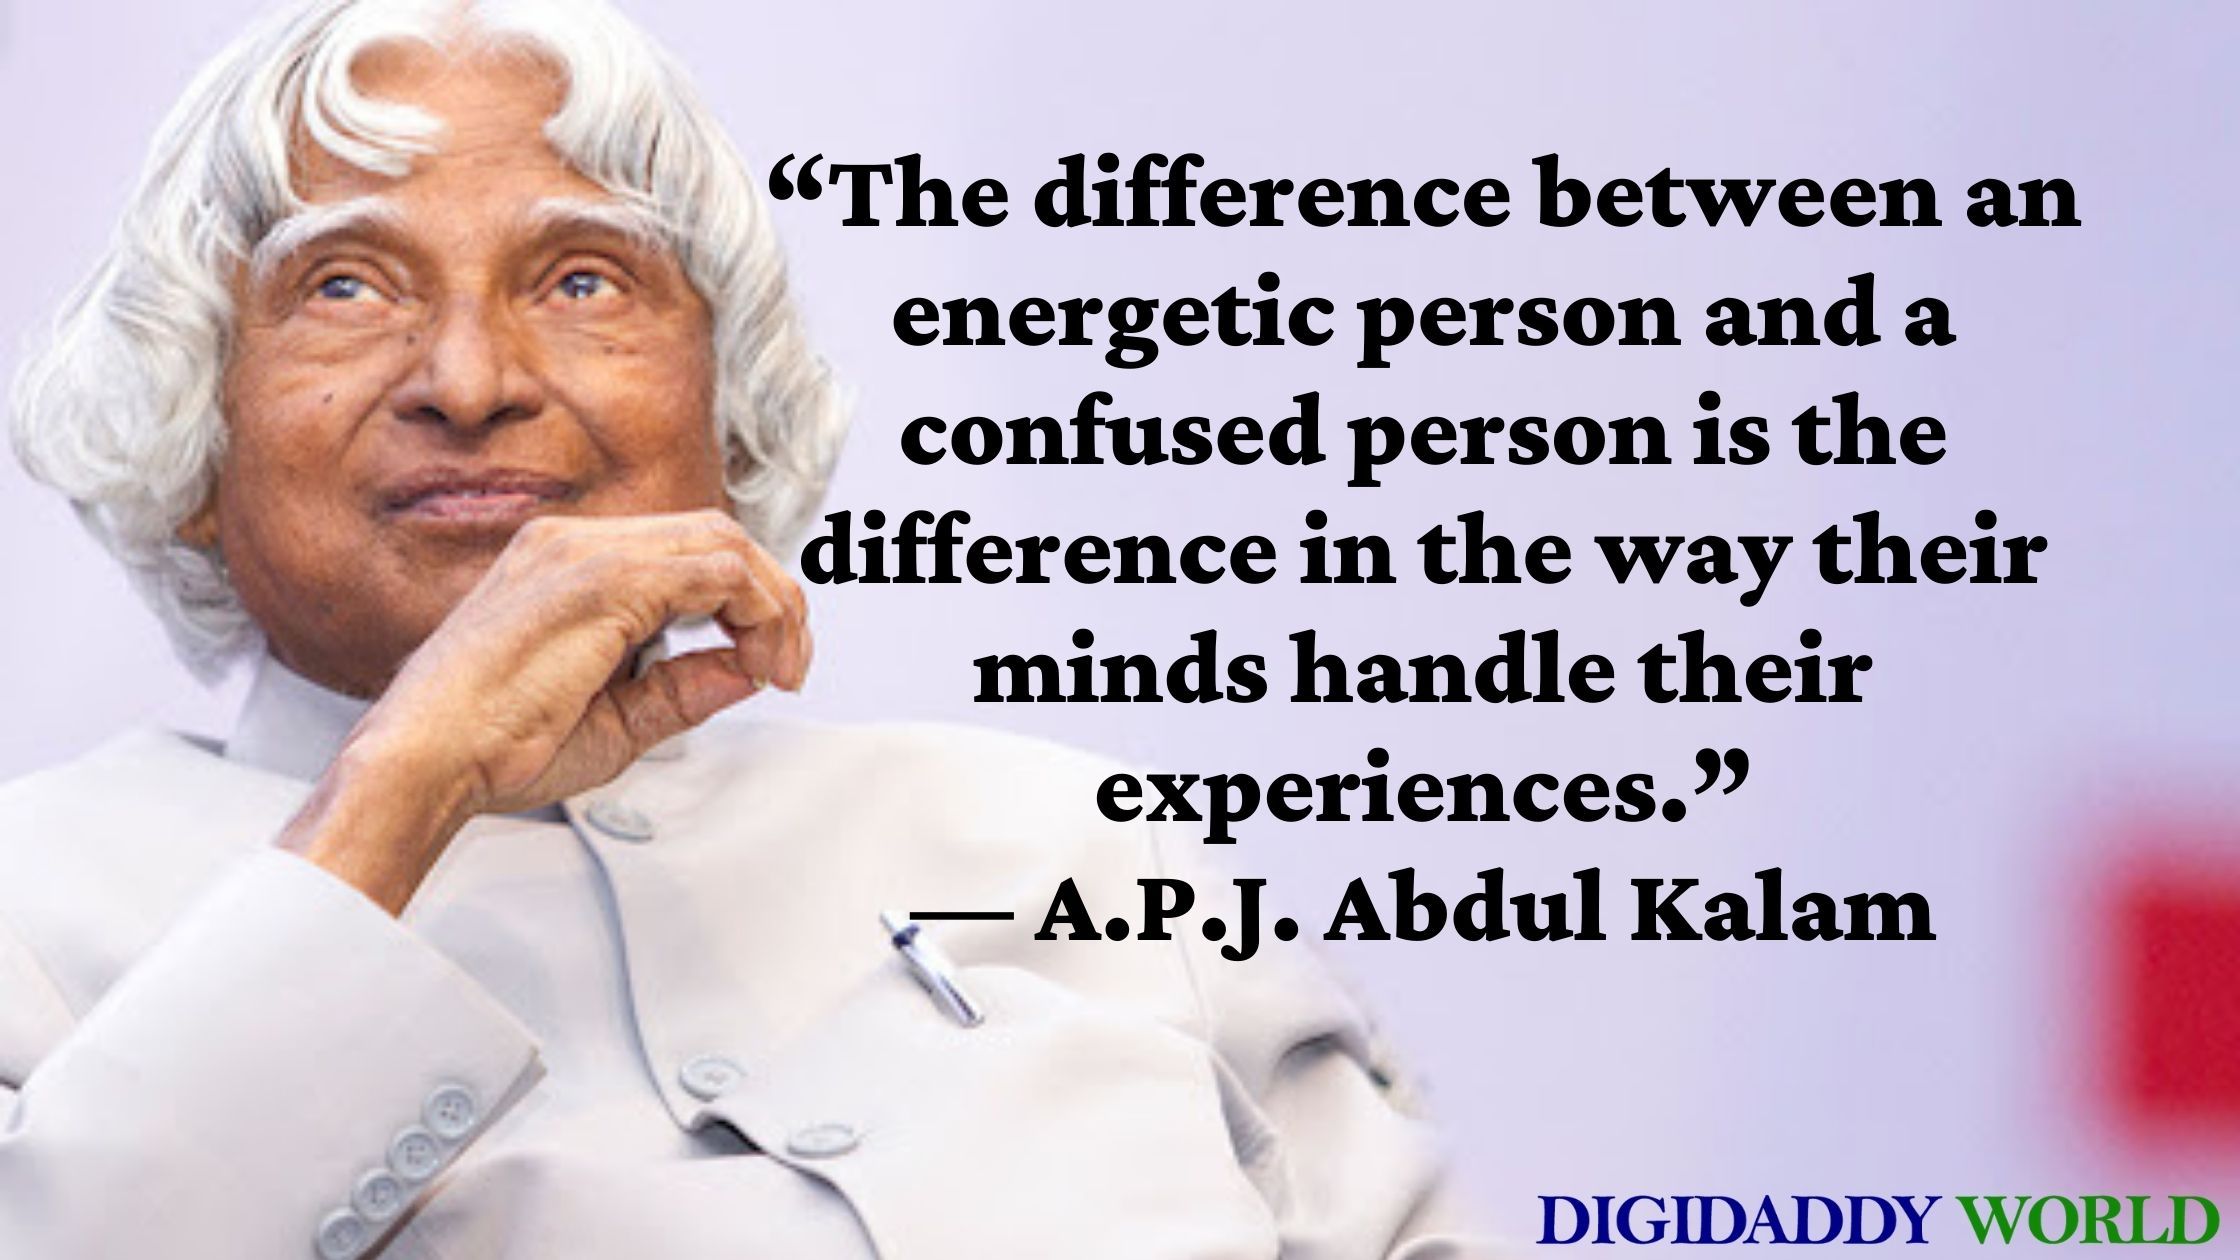 “The difference between an
energetic person and a
confused person is the
difference in the way their
minds handle their
experiences.”
— A.P.J. Abdul Kalam
DIGIDADDY WORLD